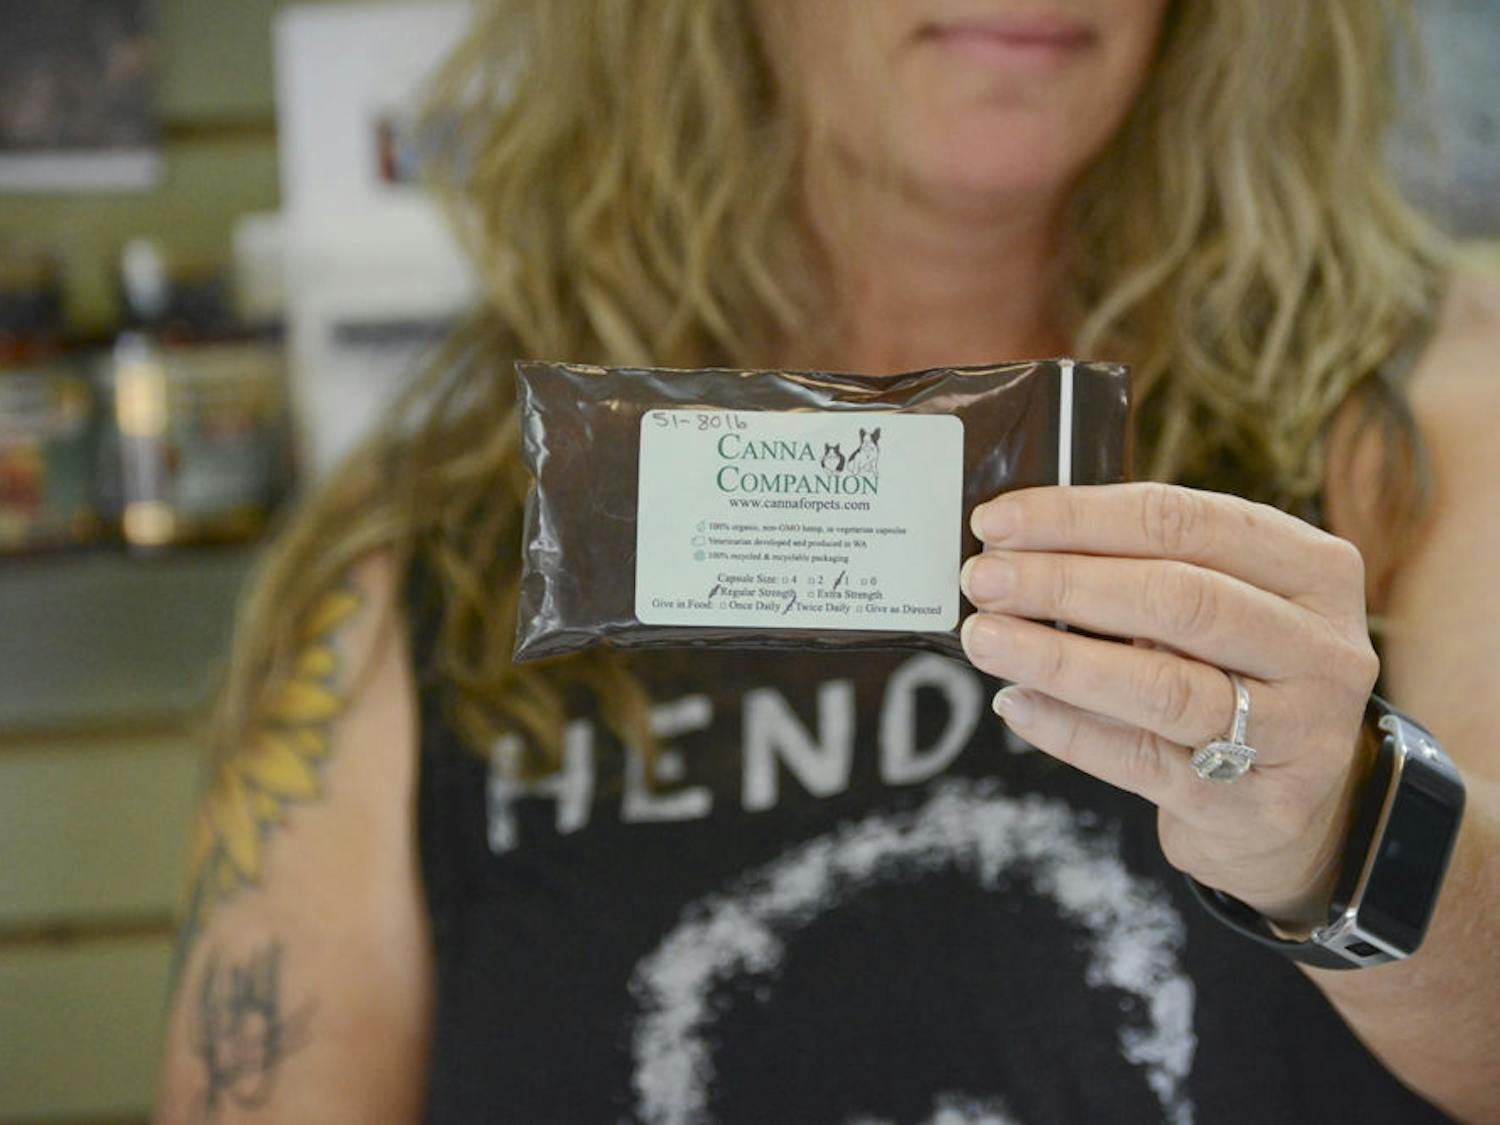 51-80lb
CANNA
COMPANION
www.cannaforpets.com
100% organic, non-GMO hemp, in vegetarian capsules
Veterinarian developed and produced in WA
100% recycled & recyclable packaging
Capsule Size: □ 4 □ 2 □ 1 □ 0
□ Regular Strength □ Extra Strength
Give in Food: □ Once Daily □ Twice Daily □ Give as Directed
HEND